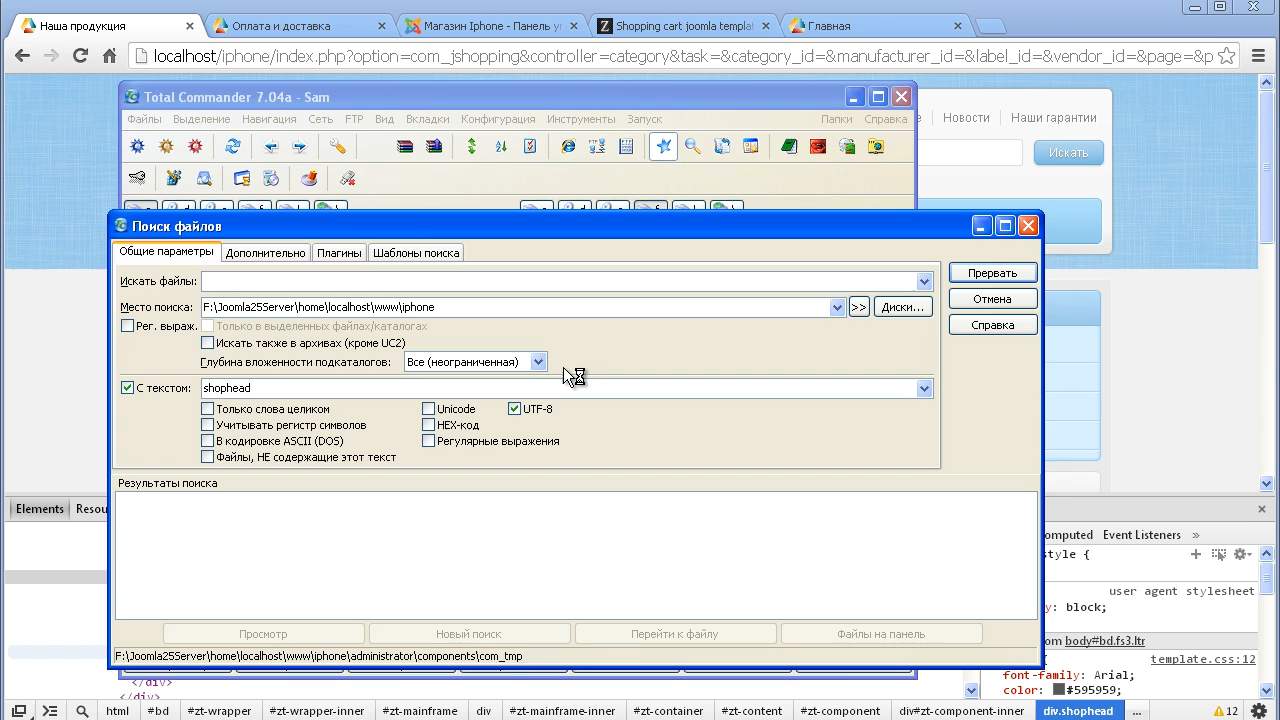 Наша продукция
Оплата и доставка
Магазин Iphone - Панель уп
Shopping cart joomla templat
Главная
localhost/iphone/index.php?option=com_jshopping&controller=category&task=&category_id=&manufacturer_id=&label_id=&vendor_id=&page=&p
Total Commander 7.04a - Sam
Файлы Выделение Навигация Сеть FTP Вид Вкладки Конфигурация Инструменты Запуск Папки Справка
Новости Наши гарантии
Искать
Поиск файлов
Общие параметры Дополнительно Плагины Шаблоны поиска
Искать файлы:
Прервать
Место поиска: F:\Joomla25Server\home\localhost\www\iphone >> Диски...
Отмена
Рег. выраж. Только в выделенных файлах/каталогах
Справка
Искать также в архивах (кроме UC2)
Глубина вложенности подкаталогов: Все (неограниченная)
С текстом: shophead
Только слова целиком Unicode UTF-8
Учитывать регистр символов HEX-код
В кодировке ASCII (DOS) Регулярные выражения
Файлы, НЕ содержащие этот текст
Результаты поиска
Просмотр Новый поиск Перейти к файлу Файлы на панель
F:\Joomla25Server\home\localhost\www\iphone\administrator\components\com_tmp
Elements Resou
omputed Event Listeners »
style {
user agent stylesheet
y: block;
om body#bd.fs3.ltr
template.css:12
font-family: Arial;
color: #595959;
</div>
</div>
html #bd #zt-wrapper #zt-wrapper-inner #zt-mainframe div #zt-mainframe-inner #zt-container #zt-content #zt-component div#zt-component-inner div.shophead ... 12